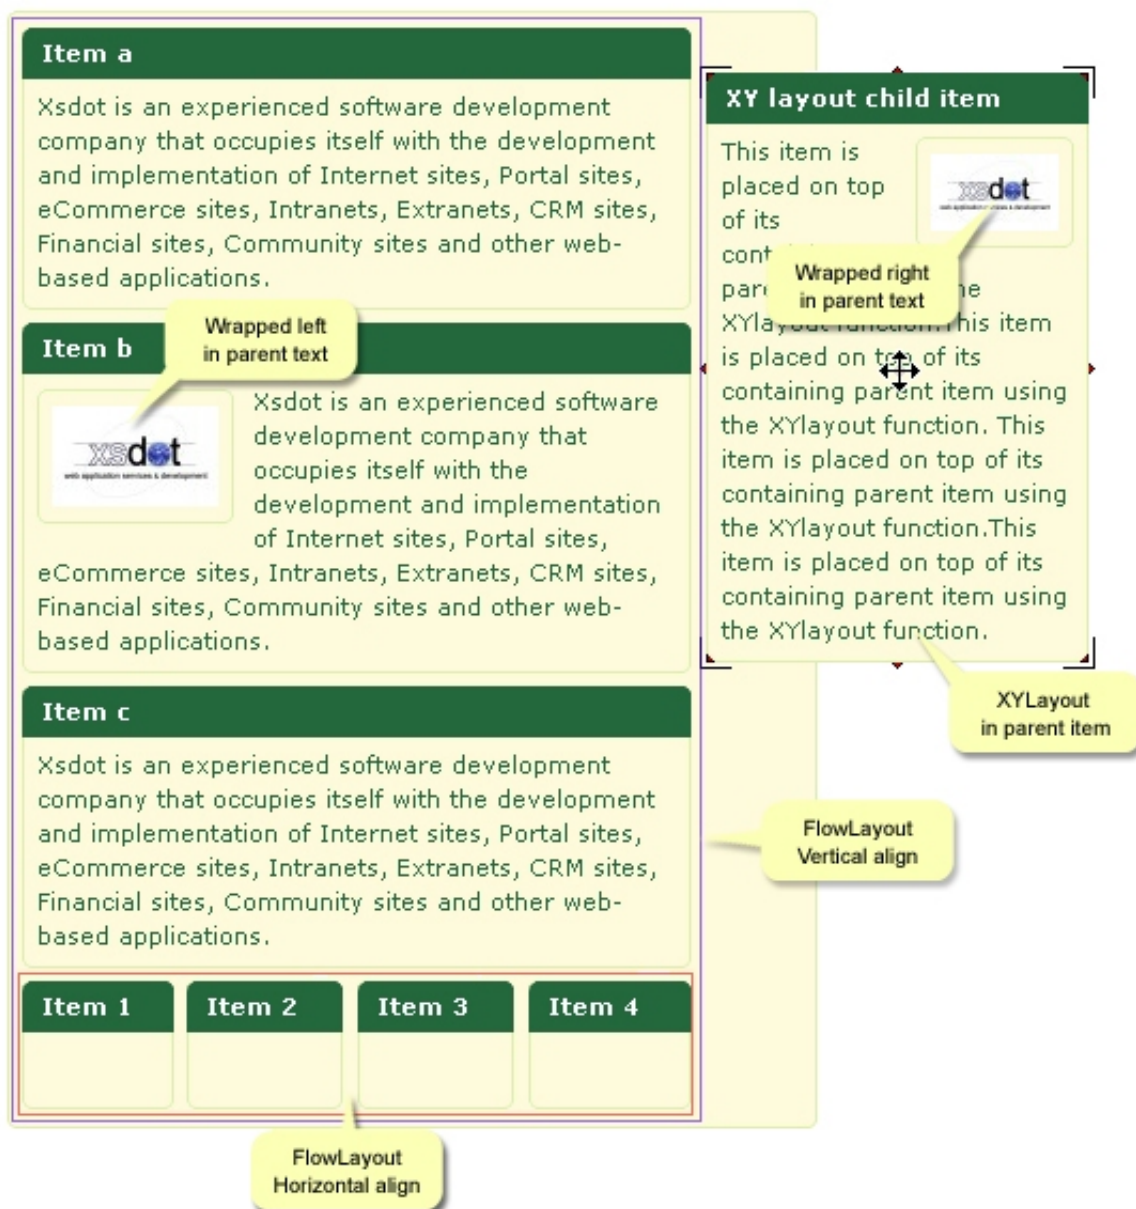 Item a
Xsdot is an experienced software development
company that occupies itself with the development
and implementation of Internet sites, Portal sites,
eCommerce sites, Intranets, Extranets, CRM sites,
Financial sites, Community sites and other web-
based applications.
Wrapped left
in parent text
Item b
xsdot
web application services & development
Xsdot is an experienced software
development company that
occupies itself with the
development and implementation
of Internet sites, Portal sites,
eCommerce sites, Intranets, Extranets, CRM sites,
Financial sites, Community sites and other web-
based applications.
Item c
Xsdot is an experienced software development
company that occupies itself with the development
and implementation of Internet sites, Portal sites,
eCommerce sites, Intranets, Extranets, CRM sites,
Financial sites, Community sites and other web-
based applications.
Item 1
Item 2
Item 3
Item 4
FlowLayout
Horizontal align
XY layout child item
This item is
placed on top
of its
xsdot
Wrapped right
in parent text
XYlayout function.This item
is placed on top of its
containing parent item using
the XYlayout function. This
item is placed on top of its
containing parent item using
the XYlayout function.This
item is placed on top of its
containing parent item using
the XYlayout function.
XYLayout
in parent item
FlowLayout
Vertical align